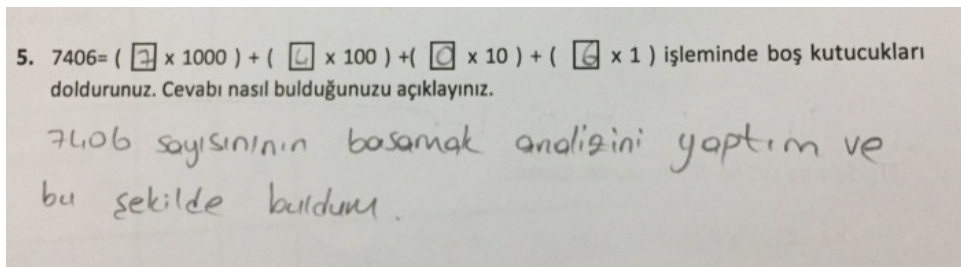 5. 7406= ( 7 x 1000 ) + ( 4 x 100 ) +( 0 x 10 ) + ( 6 x 1 ) işleminde boş kutucukları
doldurunuz. Cevabı nasıl bulduğunuzu açıklayınız.
7406 sayısınının basamak analizini yaptım ve
bu şekilde buldum.